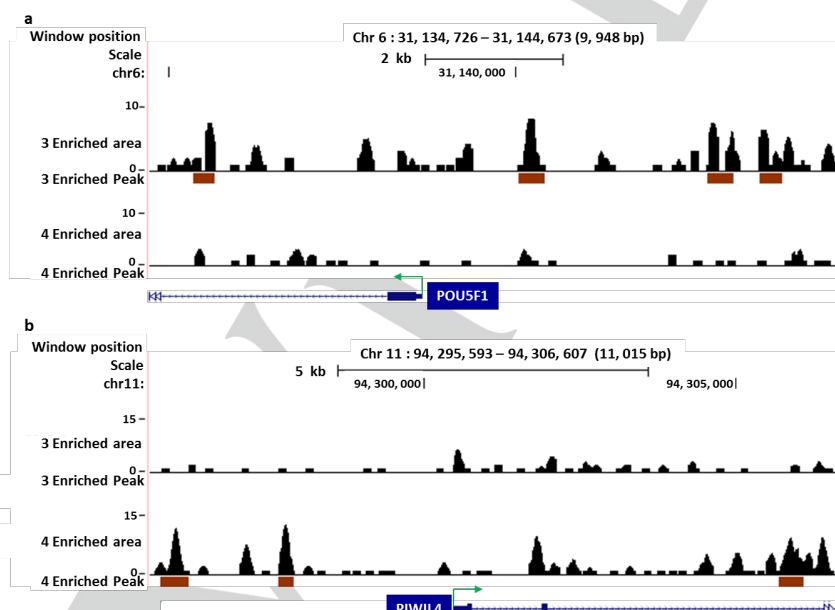 a
Window position
Chr 6 : 31, 134, 726 – 31, 144, 673 (9, 948 bp)
Scale
2 kb
chr6:
31, 140, 000
10
3 Enriched area
0
3 Enriched Peak
10
4 Enriched area
0
4 Enriched Peak
POU5F1
b
Window position
Chr 11 : 94, 295, 593 – 94, 306, 607 (11, 015 bp)
Scale
5 kb
chr11:
94, 300, 000
94, 305, 000
15
3 Enriched area
0
3 Enriched Peak
15
4 Enriched area
0
4 Enriched Peak
PIWIL4